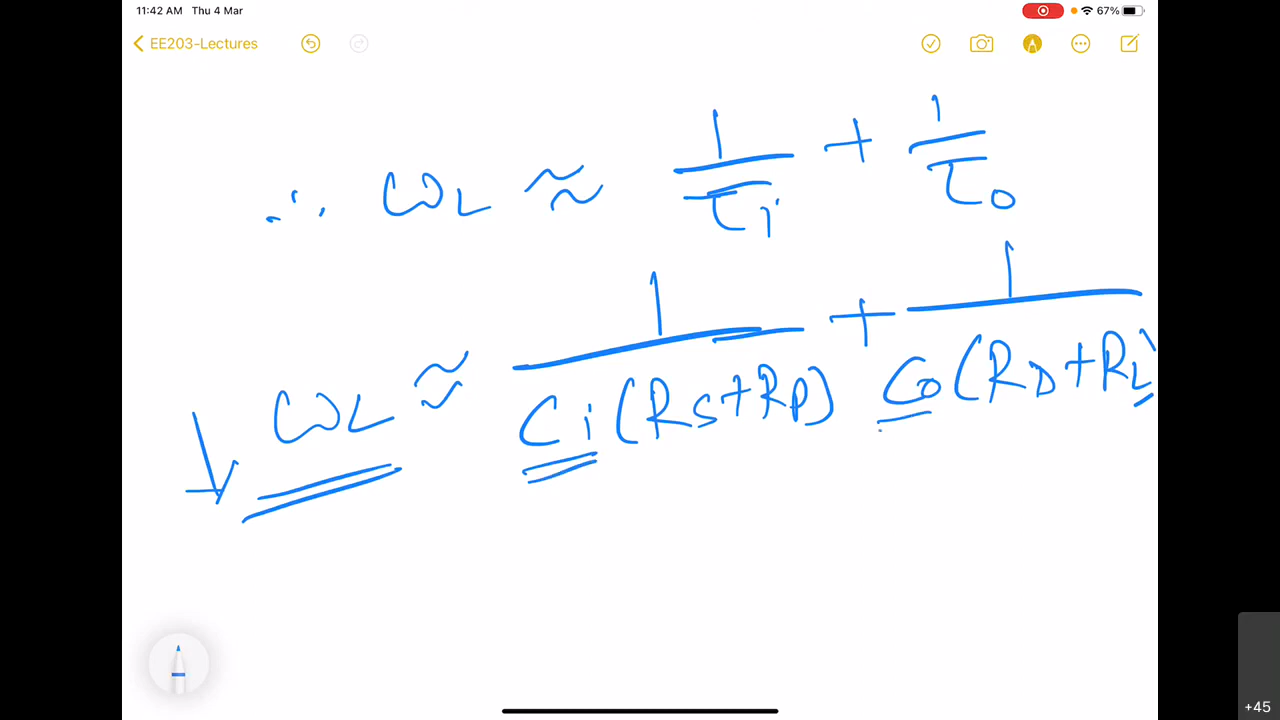 11:42 AM Thu 4 Mar
67%
EE203-Lectures
∴ ωL ≈ 1/τi + 1/τo
↓ ωL ≈ 1/Ci(RS+RP) + 1/Co(RD+RL)
+45